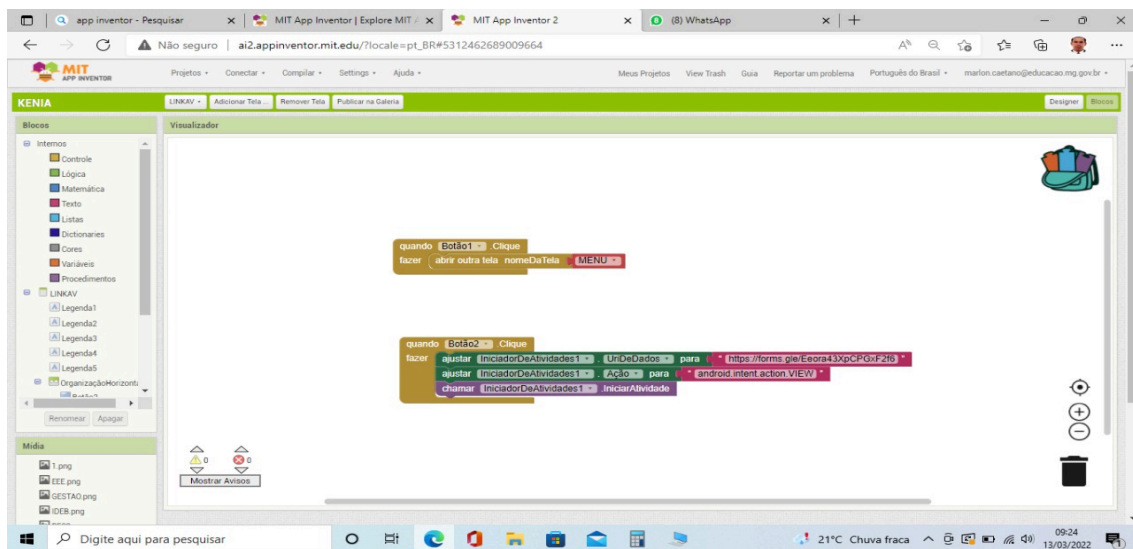 app inventor - Pesquisar
MIT App Inventor | Explore MIT A
MIT App Inventor 2
(8) WhatsApp
Não seguro | ai2.appinventor.mit.edu/?locale=pt_BR#5312462689009664
MIT
APP INVENTOR
Projetos Conectar Compilar Settings Ajuda
Meus Projetos View Trash Guia Reportar um problema Português do Brasil marlon.caetano@educacao.mg.gov.br
KENIA
LINKAV Adicionar Tela ... Remover Tela Publicar na Galeria
Designer Blocos
Blocos
Visualizador
Internos
Controle
Lógica
Matemática
Texto
Listas
Dictionaries
Cores
Variáveis
Procedimentos
LINKAV
Legenda1
Legenda2
Legenda3
Legenda4
Legenda5
OrganizaçãoHorizonta
Renomear Apagar
Mídia
1.png
EEE.png
GESTAO.png
IDEB.png
quando Botão1 .Clique
fazer abrir outra tela nomeDaTela MENU
quando Botão2 .Clique
fazer ajustar IniciadorDeAtividades1 . UriDeDados para " https://forms.gle/Eeora43XpCPGxF2f6 "
ajustar IniciadorDeAtividades1 . Ação para " android.intent.action.VIEW "
chamar IniciadorDeAtividades1 .IniciarAtividade
0 0
Mostrar Avisos
Digite aqui para pesquisar
21°C Chuva fraca
09:24
13/03/2022